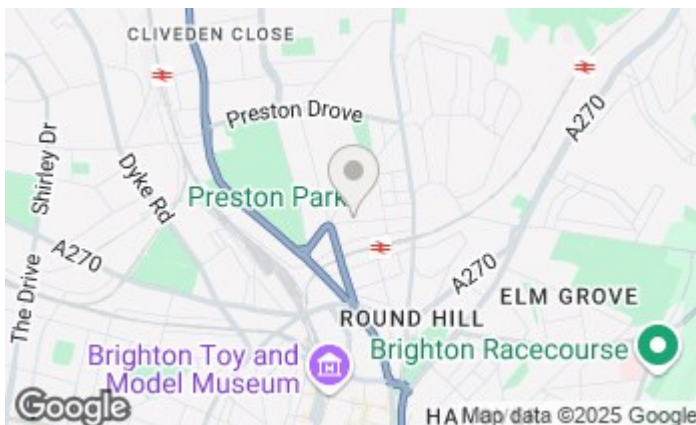 CLIVEDEN CLOSE
Preston Drove
A270
Shirley Dr
Dyke Rd
Preston Park
A270
The Drive
A270
ELM GROVE
ROUND HILL
Brighton Toy and
Model Museum
Brighton Racecourse
Google
Map data ©2025 Google